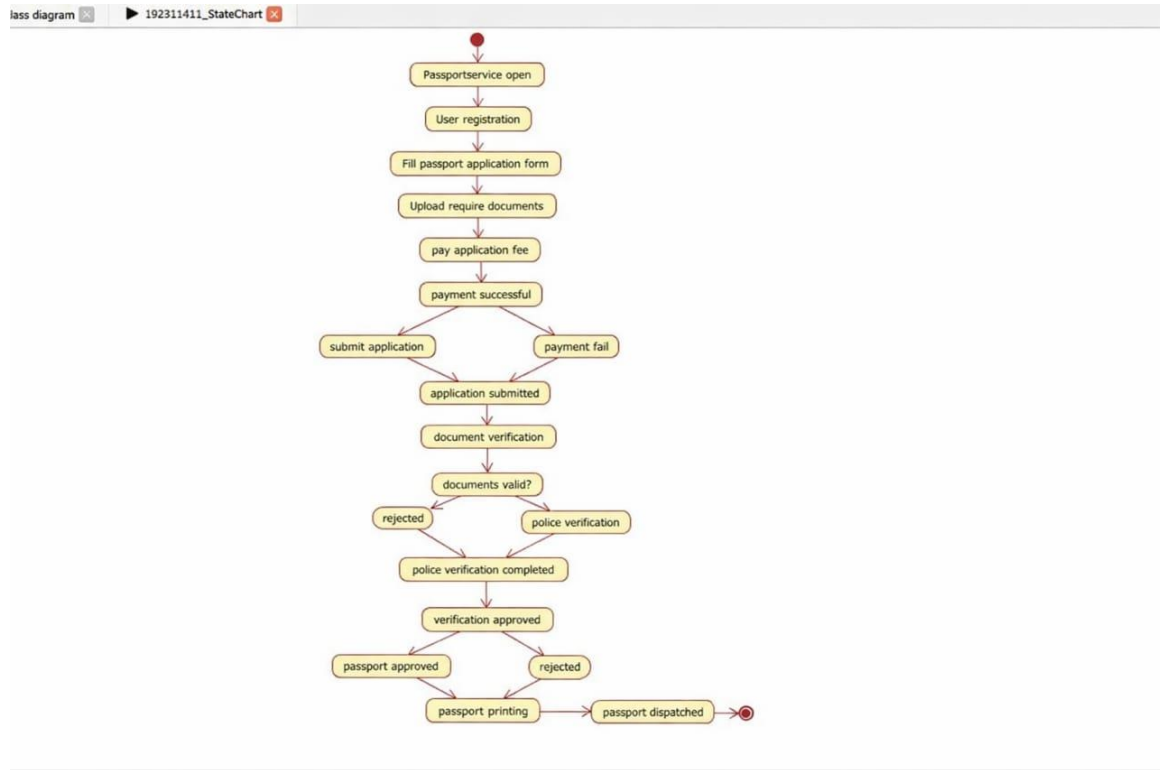 lass diagram
192311411_StateChart
Passportservice open
User registration
Fill passport application form
Upload require documents
pay application fee
payment successful
submit application
payment fail
application submitted
document verification
documents valid?
rejected
police verification
police verification completed
verification approved
passport approved
rejected
passport printing
passport dispatched